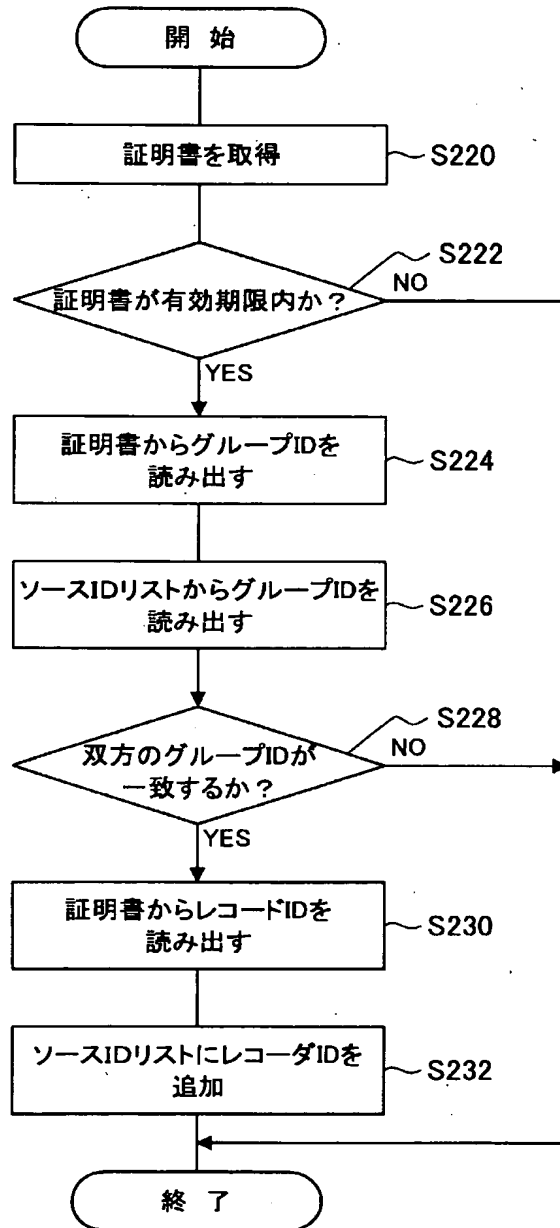 開 始
証明書を取得
S220
S222
証明書が有効期限内か？
NO
YES
証明書からグループIDを
読み出す
S224
ソースIDリストからグループIDを
読み出す
S226
S228
双方のグループIDが
一致するか？
NO
YES
証明書からレコードIDを
読み出す
S230
ソースIDリストにレコーダIDを
追加
S232
終 了